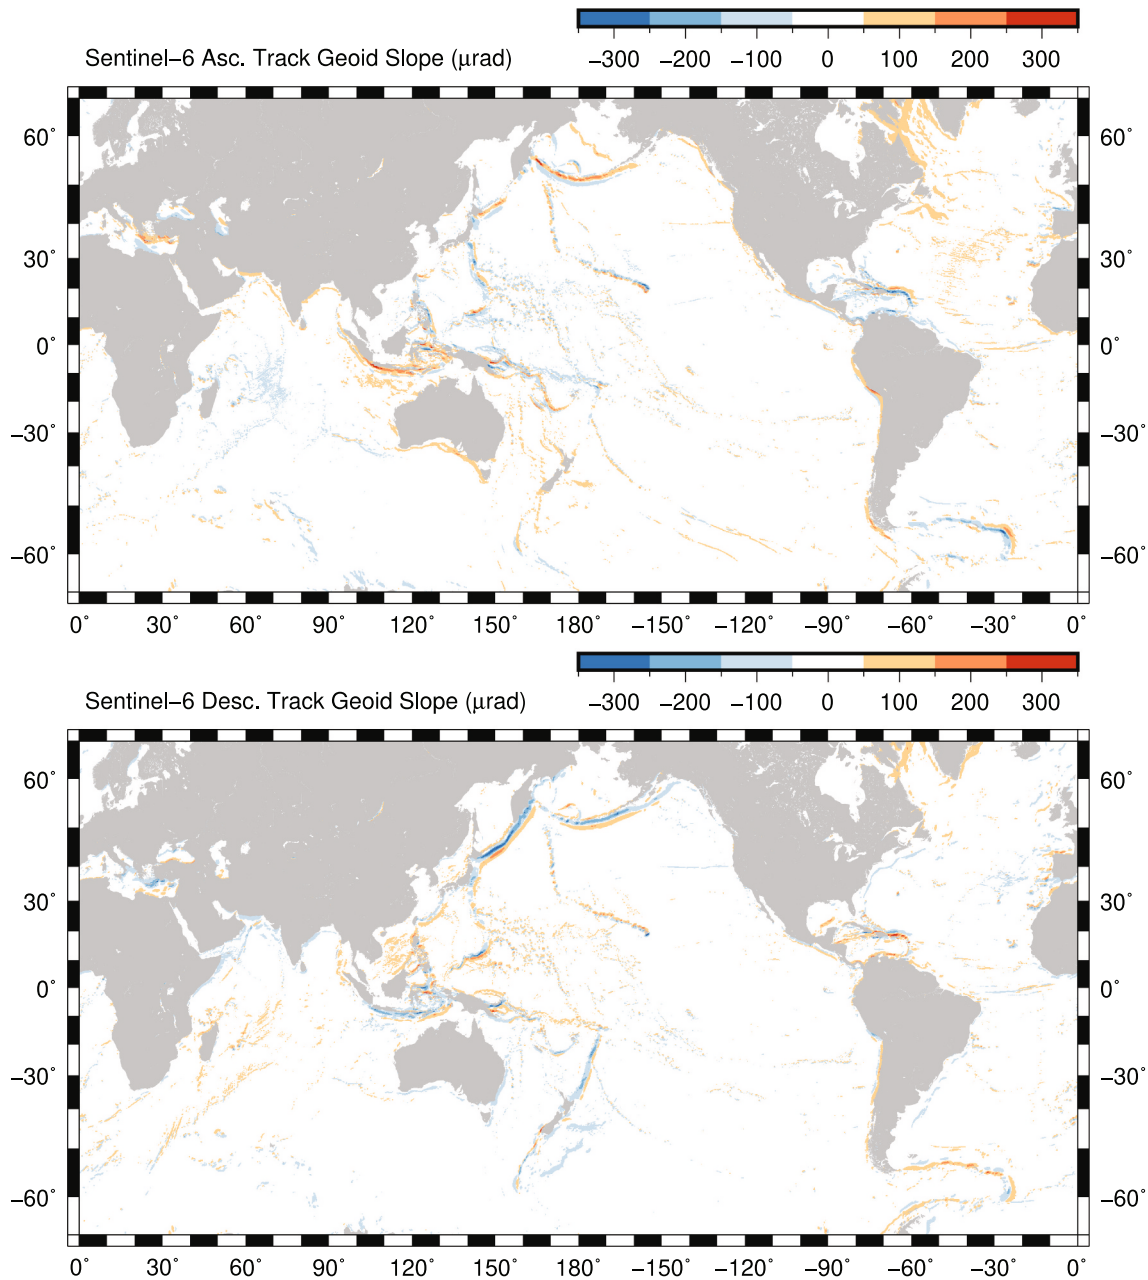 Sentinel−6 Asc. Track Geoid Slope (μrad)
−300 −200 −100 0 100 200 300
60˚ 60˚
30˚ 30˚
0˚ 0˚
−30˚ −30˚
−60˚ −60˚
0˚ 30˚ 60˚ 90˚ 120˚ 150˚ 180˚ −150˚ −120˚ −90˚ −60˚ −30˚ 0˚
Sentinel−6 Desc. Track Geoid Slope (μrad)
−300 −200 −100 0 100 200 300
60˚ 60˚
30˚ 30˚
0˚ 0˚
−30˚ −30˚
−60˚ −60˚
0˚ 30˚ 60˚ 90˚ 120˚ 150˚ 180˚ −150˚ −120˚ −90˚ −60˚ −30˚ 0˚